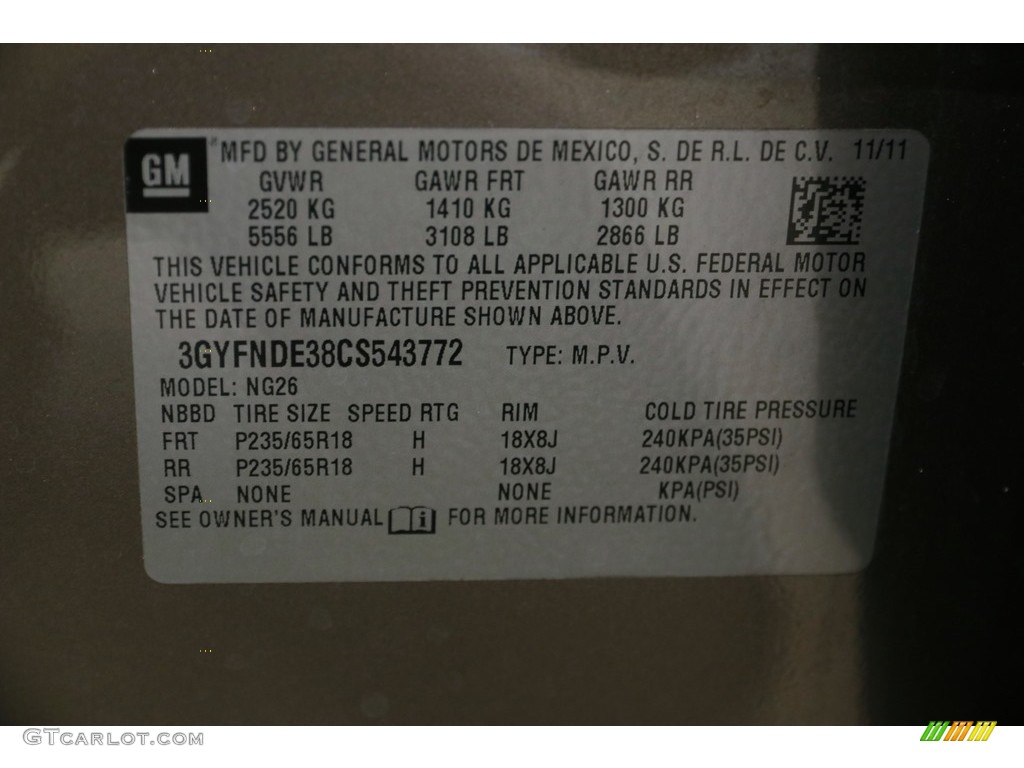 GM
MFD BY GENERAL MOTORS DE MEXICO, S. DE R.L. DE C.V. 11/11
GVWR GAWR FRT GAWR RR
2520 KG 1410 KG 1300 KG
5556 LB 3108 LB 2866 LB
THIS VEHICLE CONFORMS TO ALL APPLICABLE U.S. FEDERAL MOTOR
VEHICLE SAFETY AND THEFT PREVENTION STANDARDS IN EFFECT ON
THE DATE OF MANUFACTURE SHOWN ABOVE.
3GYFNDE38CS543772 TYPE: M.P.V.
MODEL: NG26
NBBD TIRE SIZE SPEED RTG RIM COLD TIRE PRESSURE
FRT P235/65R18 H 18X8J 240KPA(35PSI)
RR P235/65R18 H 18X8J 240KPA(35PSI)
SPA NONE NONE KPA(PSI)
SEE OWNER'S MANUAL FOR MORE INFORMATION.
GTCARLOT.COM